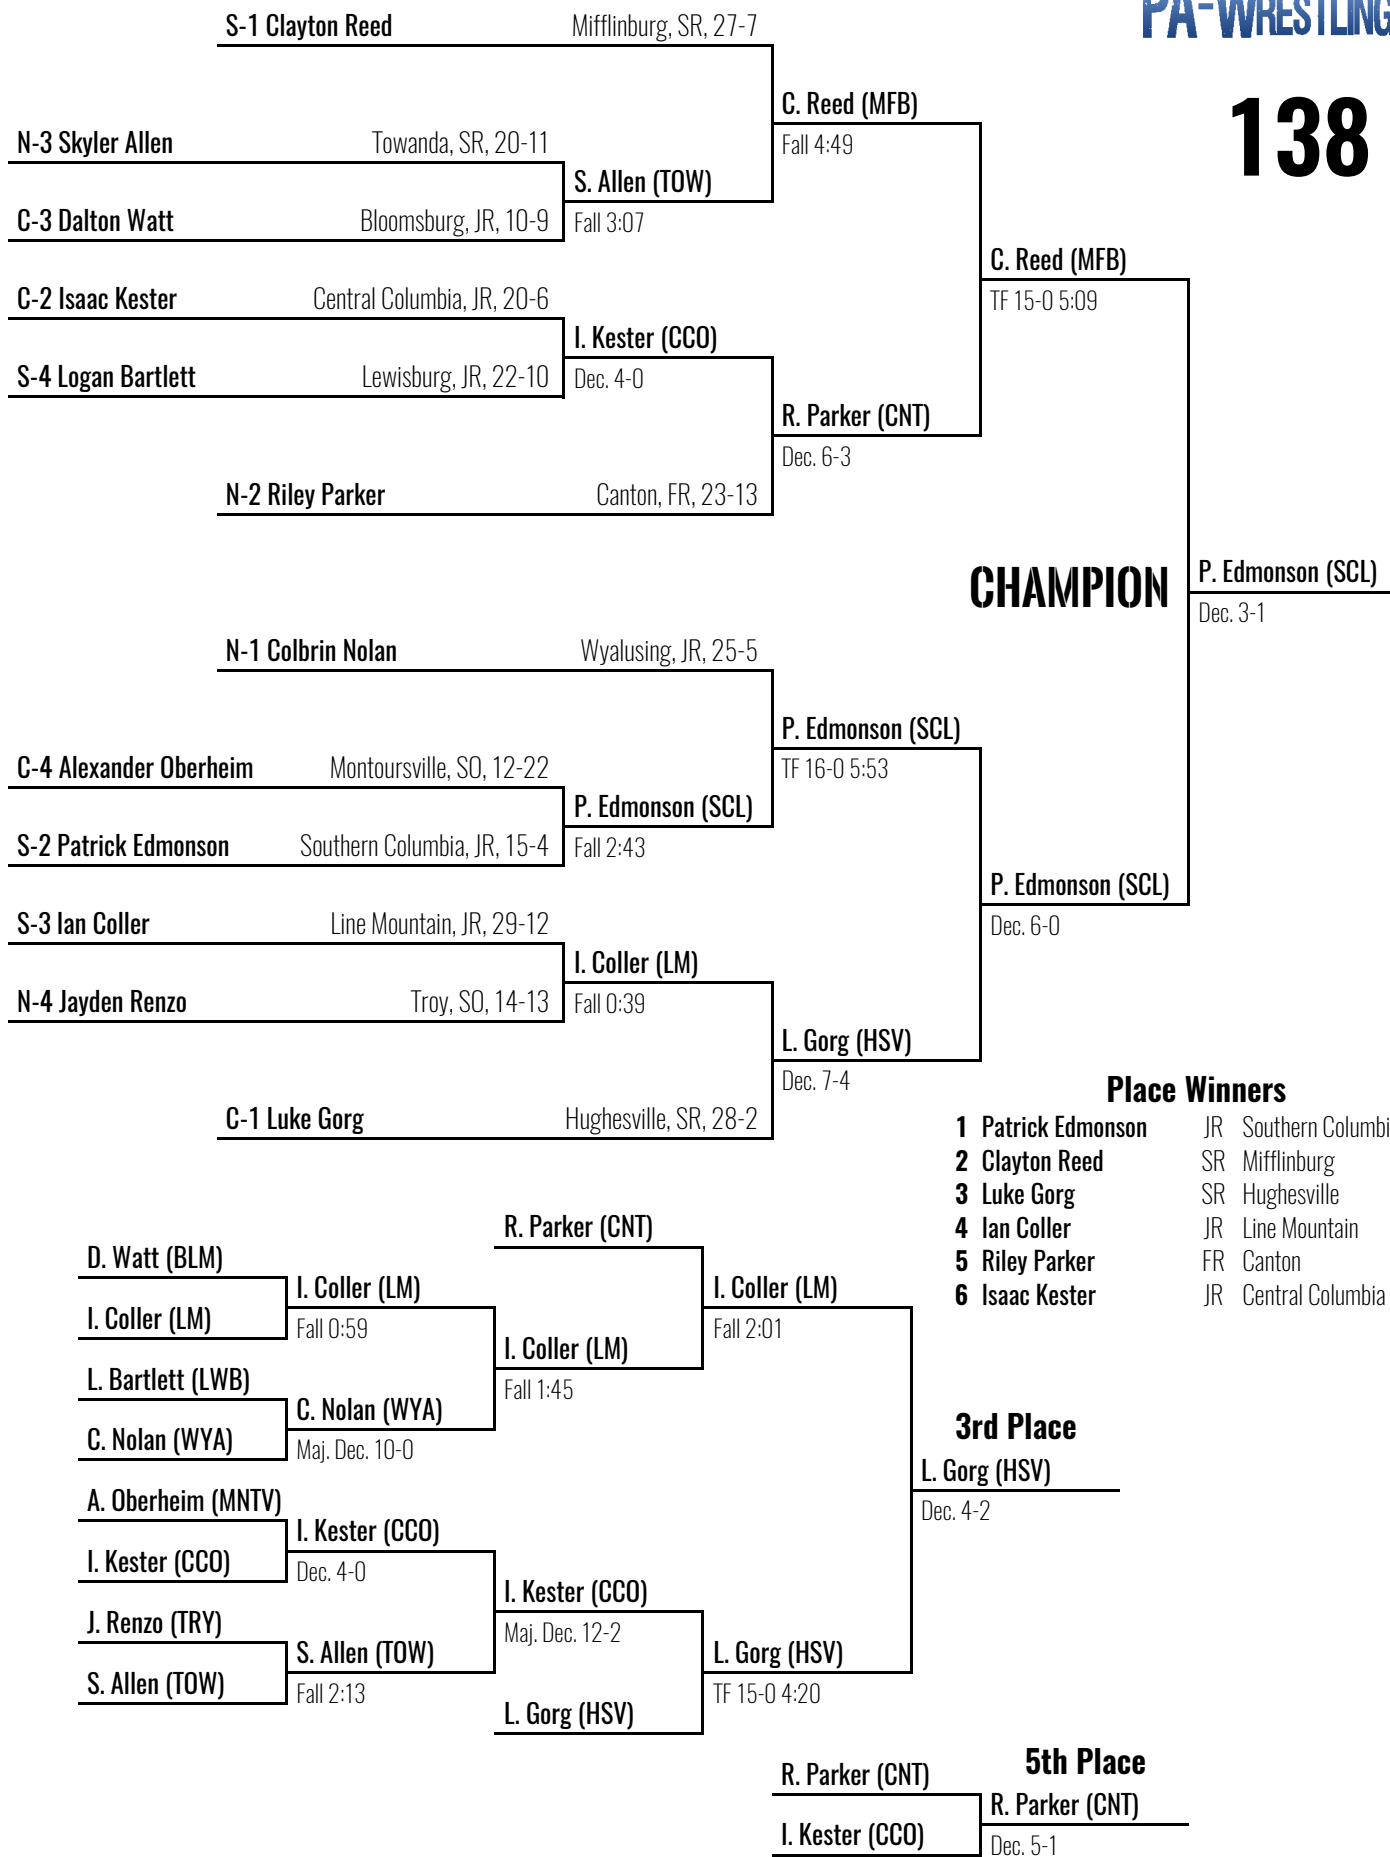 PA-WRESTLING
138
S-1 Clayton Reed Mifflinburg, SR, 27-7
C. Reed (MFB)
Fall 4:49
N-3 Skyler Allen Towanda, SR, 20-11
S. Allen (TOW)
Fall 3:07
C-3 Dalton Watt Bloomsburg, JR, 10-9
C. Reed (MFB)
TF 15-0 5:09
C-2 Isaac Kester Central Columbia, JR, 20-6
I. Kester (CCO)
Dec. 4-0
S-4 Logan Bartlett Lewisburg, JR, 22-10
R. Parker (CNT)
Dec. 6-3
N-2 Riley Parker Canton, FR, 23-13
CHAMPION
P. Edmonson (SCL)
Dec. 3-1
N-1 Colbrin Nolan Wyalusing, JR, 25-5
P. Edmonson (SCL)
TF 16-0 5:53
C-4 Alexander Oberheim Montoursville, SO, 12-22
P. Edmonson (SCL)
Fall 2:43
S-2 Patrick Edmonson Southern Columbia, JR, 15-4
P. Edmonson (SCL)
Dec. 6-0
S-3 Ian Coller Line Mountain, JR, 29-12
I. Coller (LM)
Fall 0:39
N-4 Jayden Renzo Troy, SO, 14-13
L. Gorg (HSV)
Dec. 7-4
C-1 Luke Gorg Hughesville, SR, 28-2
Place Winners
1 Patrick Edmonson JR Southern Columbi
2 Clayton Reed SR Mifflinburg
3 Luke Gorg SR Hughesville
4 Ian Coller JR Line Mountain
5 Riley Parker FR Canton
6 Isaac Kester JR Central Columbia
R. Parker (CNT)
D. Watt (BLM)
I. Coller (LM)
Fall 0:59
I. Coller (LM)
I. Coller (LM)
Fall 2:01
I. Coller (LM)
Fall 1:45
L. Bartlett (LWB)
C. Nolan (WYA)
Maj. Dec. 10-0
C. Nolan (WYA)
3rd Place
L. Gorg (HSV)
Dec. 4-2
A. Oberheim (MNTV)
I. Kester (CCO)
Dec. 4-0
I. Kester (CCO)
I. Kester (CCO)
Maj. Dec. 12-2
J. Renzo (TRY)
S. Allen (TOW)
Fall 2:13
S. Allen (TOW)
L. Gorg (HSV)
TF 15-0 4:20
L. Gorg (HSV)
5th Place
R. Parker (CNT)
R. Parker (CNT)
Dec. 5-1
I. Kester (CCO)